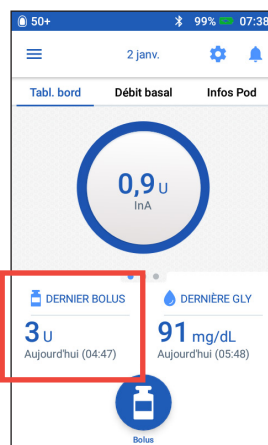 50+ 99% 07:38
2 janv.
Tabl. bord Débit basal Infos Pod
0,9 U
InA
DERNIER BOLUS DERNIÈRE GLY
3 U 91 mg/dL
Aujourd'hui (04:47) Aujourd'hui (05:48)
Bolus